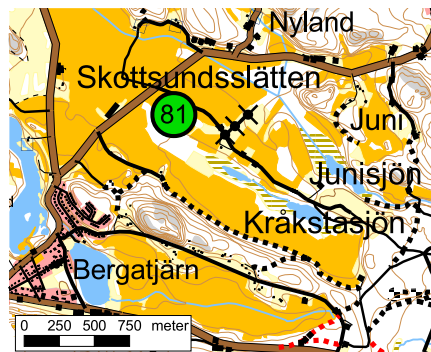 Nyland
Skottsundsslätten
81
Juni
Junisjön
Kråkstasjön
Bergatjärn
0 250 500 750 meter